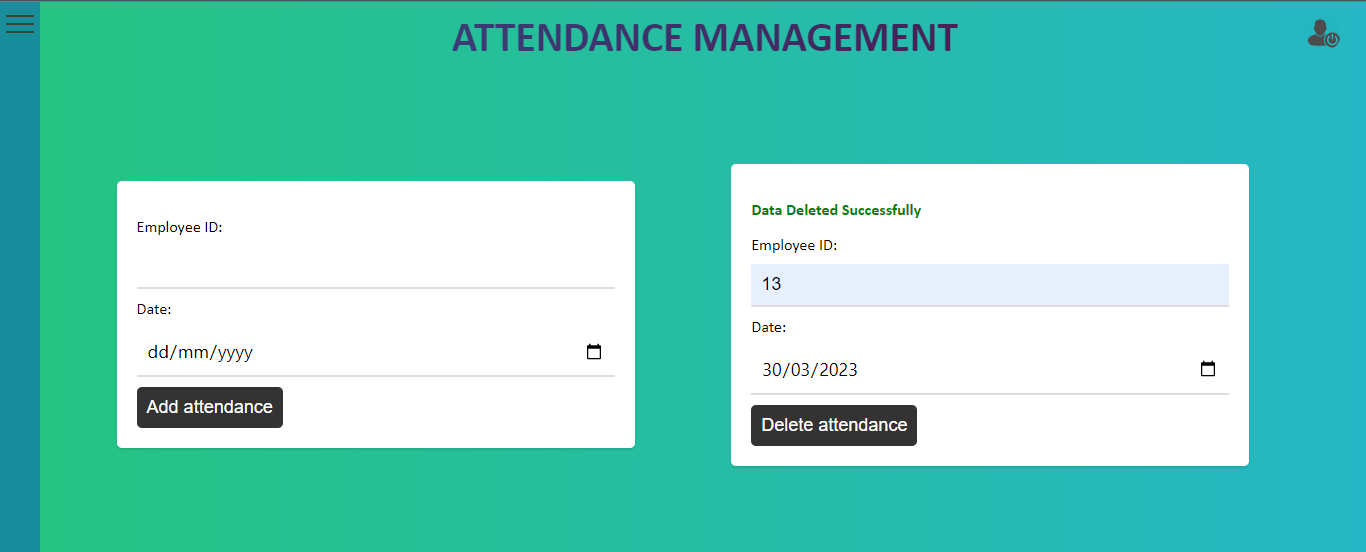 ATTENDANCE MANAGEMENT
Employee ID:
Date:
dd/mm/yyyy
Add attendance
Data Deleted Successfully
Employee ID:
13
Date:
30/03/2023
Delete attendance